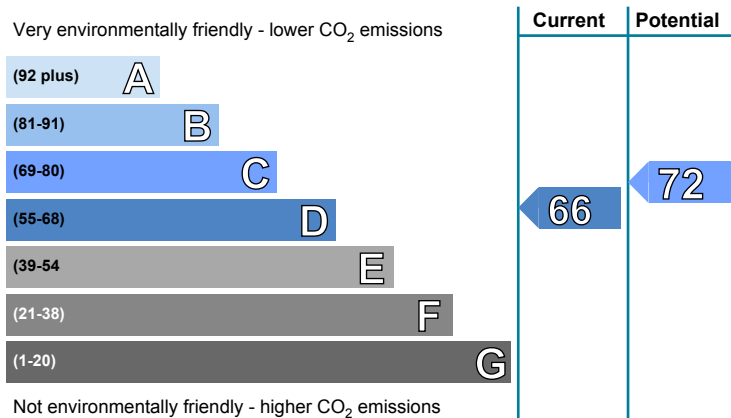 Very environmentally friendly - lower CO2 emissions
Current
Potential
(92 plus) A
(81-91) B
(69-80) C
(55-68) D
(39-54 E
(21-38) F
(1-20) G
66
72
Not environmentally friendly - higher CO2 emissions